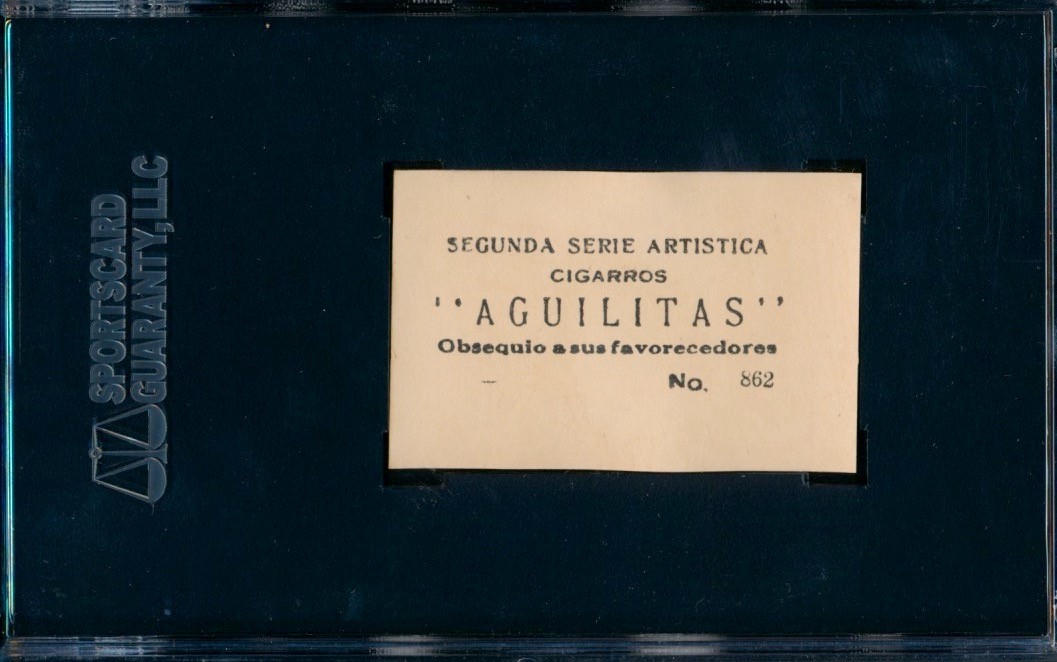 SPORTSCARD
GUARANTY, LLC
SEGUNDA SERIE ARTISTICA
CIGARROS
"AGUILITAS"
Obsequio a sus favorecedores
No. 862